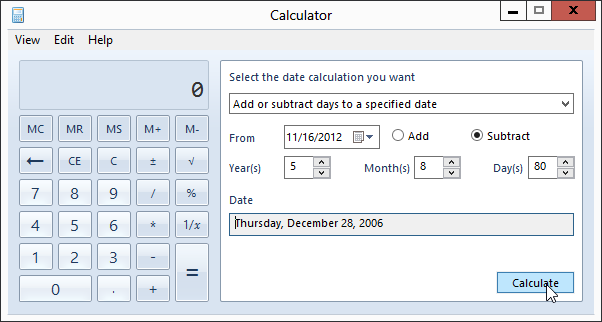 Calculator
View Edit Help
0
MC MR MS M+ M-
← CE C ± √
7 8 9 / %
4 5 6 * 1/x
1 2 3 - =
0 . +
Select the date calculation you want
Add or subtract days to a specified date
From 11/16/2012 Add Subtract
Year(s) 5 Month(s) 8 Day(s) 80
Date
Thursday, December 28, 2006
Calculate